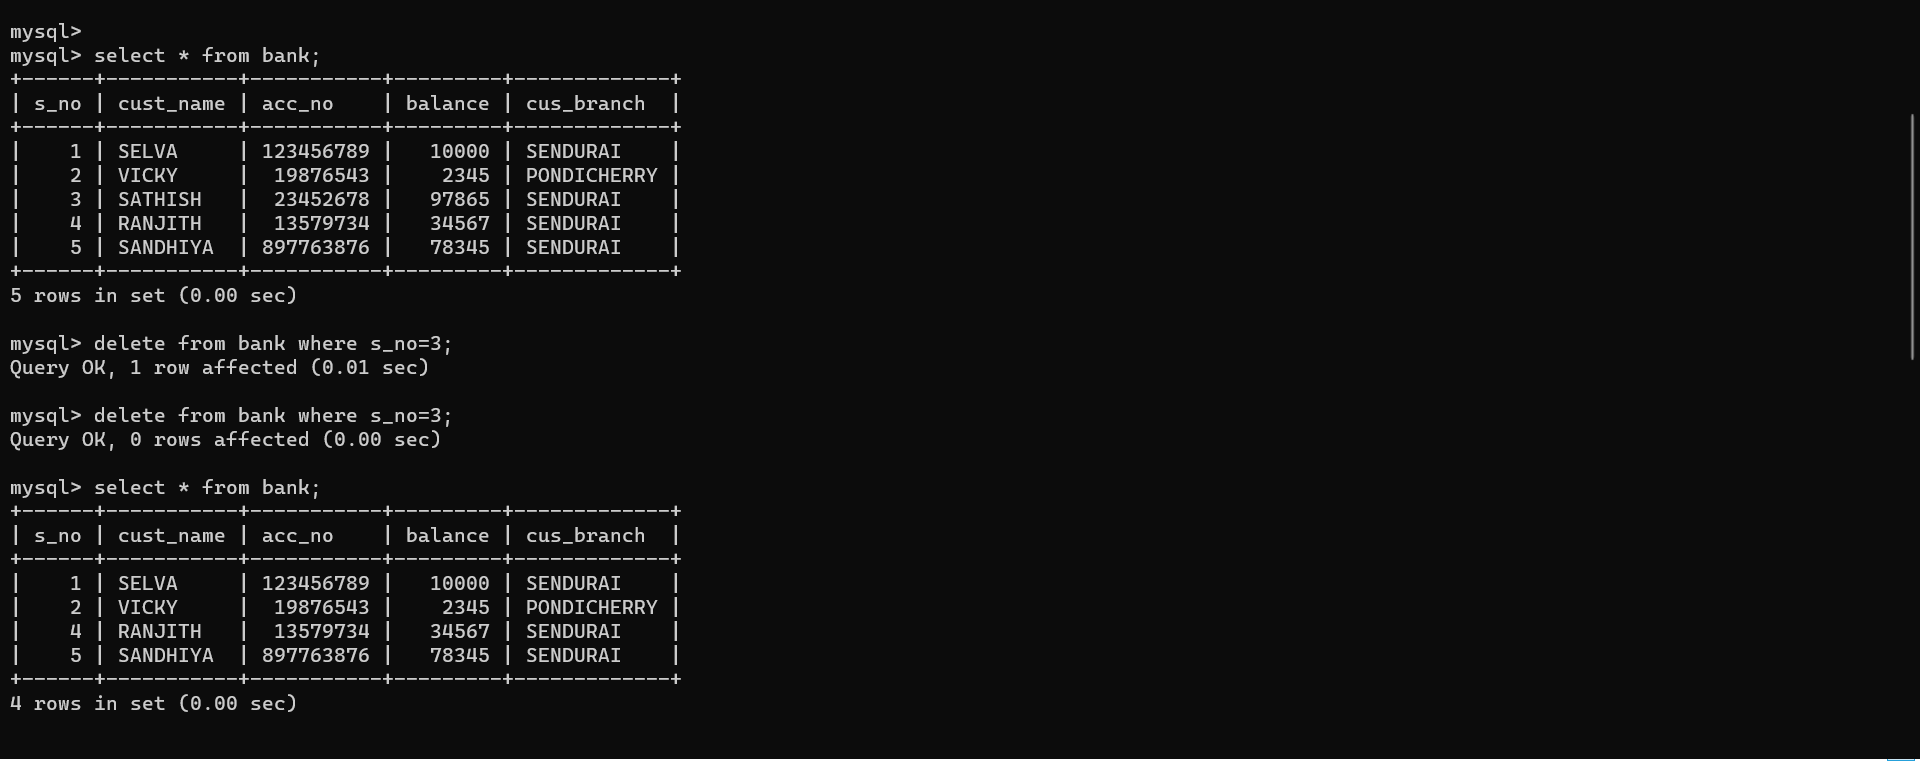 mysql>
mysql> select * from bank;
+------+-----------+-----------+---------+-------------+
| s_no | cust_name | acc_no    | balance | cus_branch  |
+------+-----------+-----------+---------+-------------+
|    1 | SELVA     | 123456789 |   10000 | SENDURAI    |
|    2 | VICKY     |  19876543 |    2345 | PONDICHERRY |
|    3 | SATHISH   |  23452678 |   97865 | SENDURAI    |
|    4 | RANJITH   |  13579734 |   34567 | SENDURAI    |
|    5 | SANDHIYA  | 897763876 |   78345 | SENDURAI    |
+------+-----------+-----------+---------+-------------+
5 rows in set (0.00 sec)

mysql> delete from bank where s_no=3;
Query OK, 1 row affected (0.01 sec)

mysql> delete from bank where s_no=3;
Query OK, 0 rows affected (0.00 sec)

mysql> select * from bank;
+------+-----------+-----------+---------+-------------+
| s_no | cust_name | acc_no    | balance | cus_branch  |
+------+-----------+-----------+---------+-------------+
|    1 | SELVA     | 123456789 |   10000 | SENDURAI    |
|    2 | VICKY     |  19876543 |    2345 | PONDICHERRY |
|    4 | RANJITH   |  13579734 |   34567 | SENDURAI    |
|    5 | SANDHIYA  | 897763876 |   78345 | SENDURAI    |
+------+-----------+-----------+---------+-------------+
4 rows in set (0.00 sec)